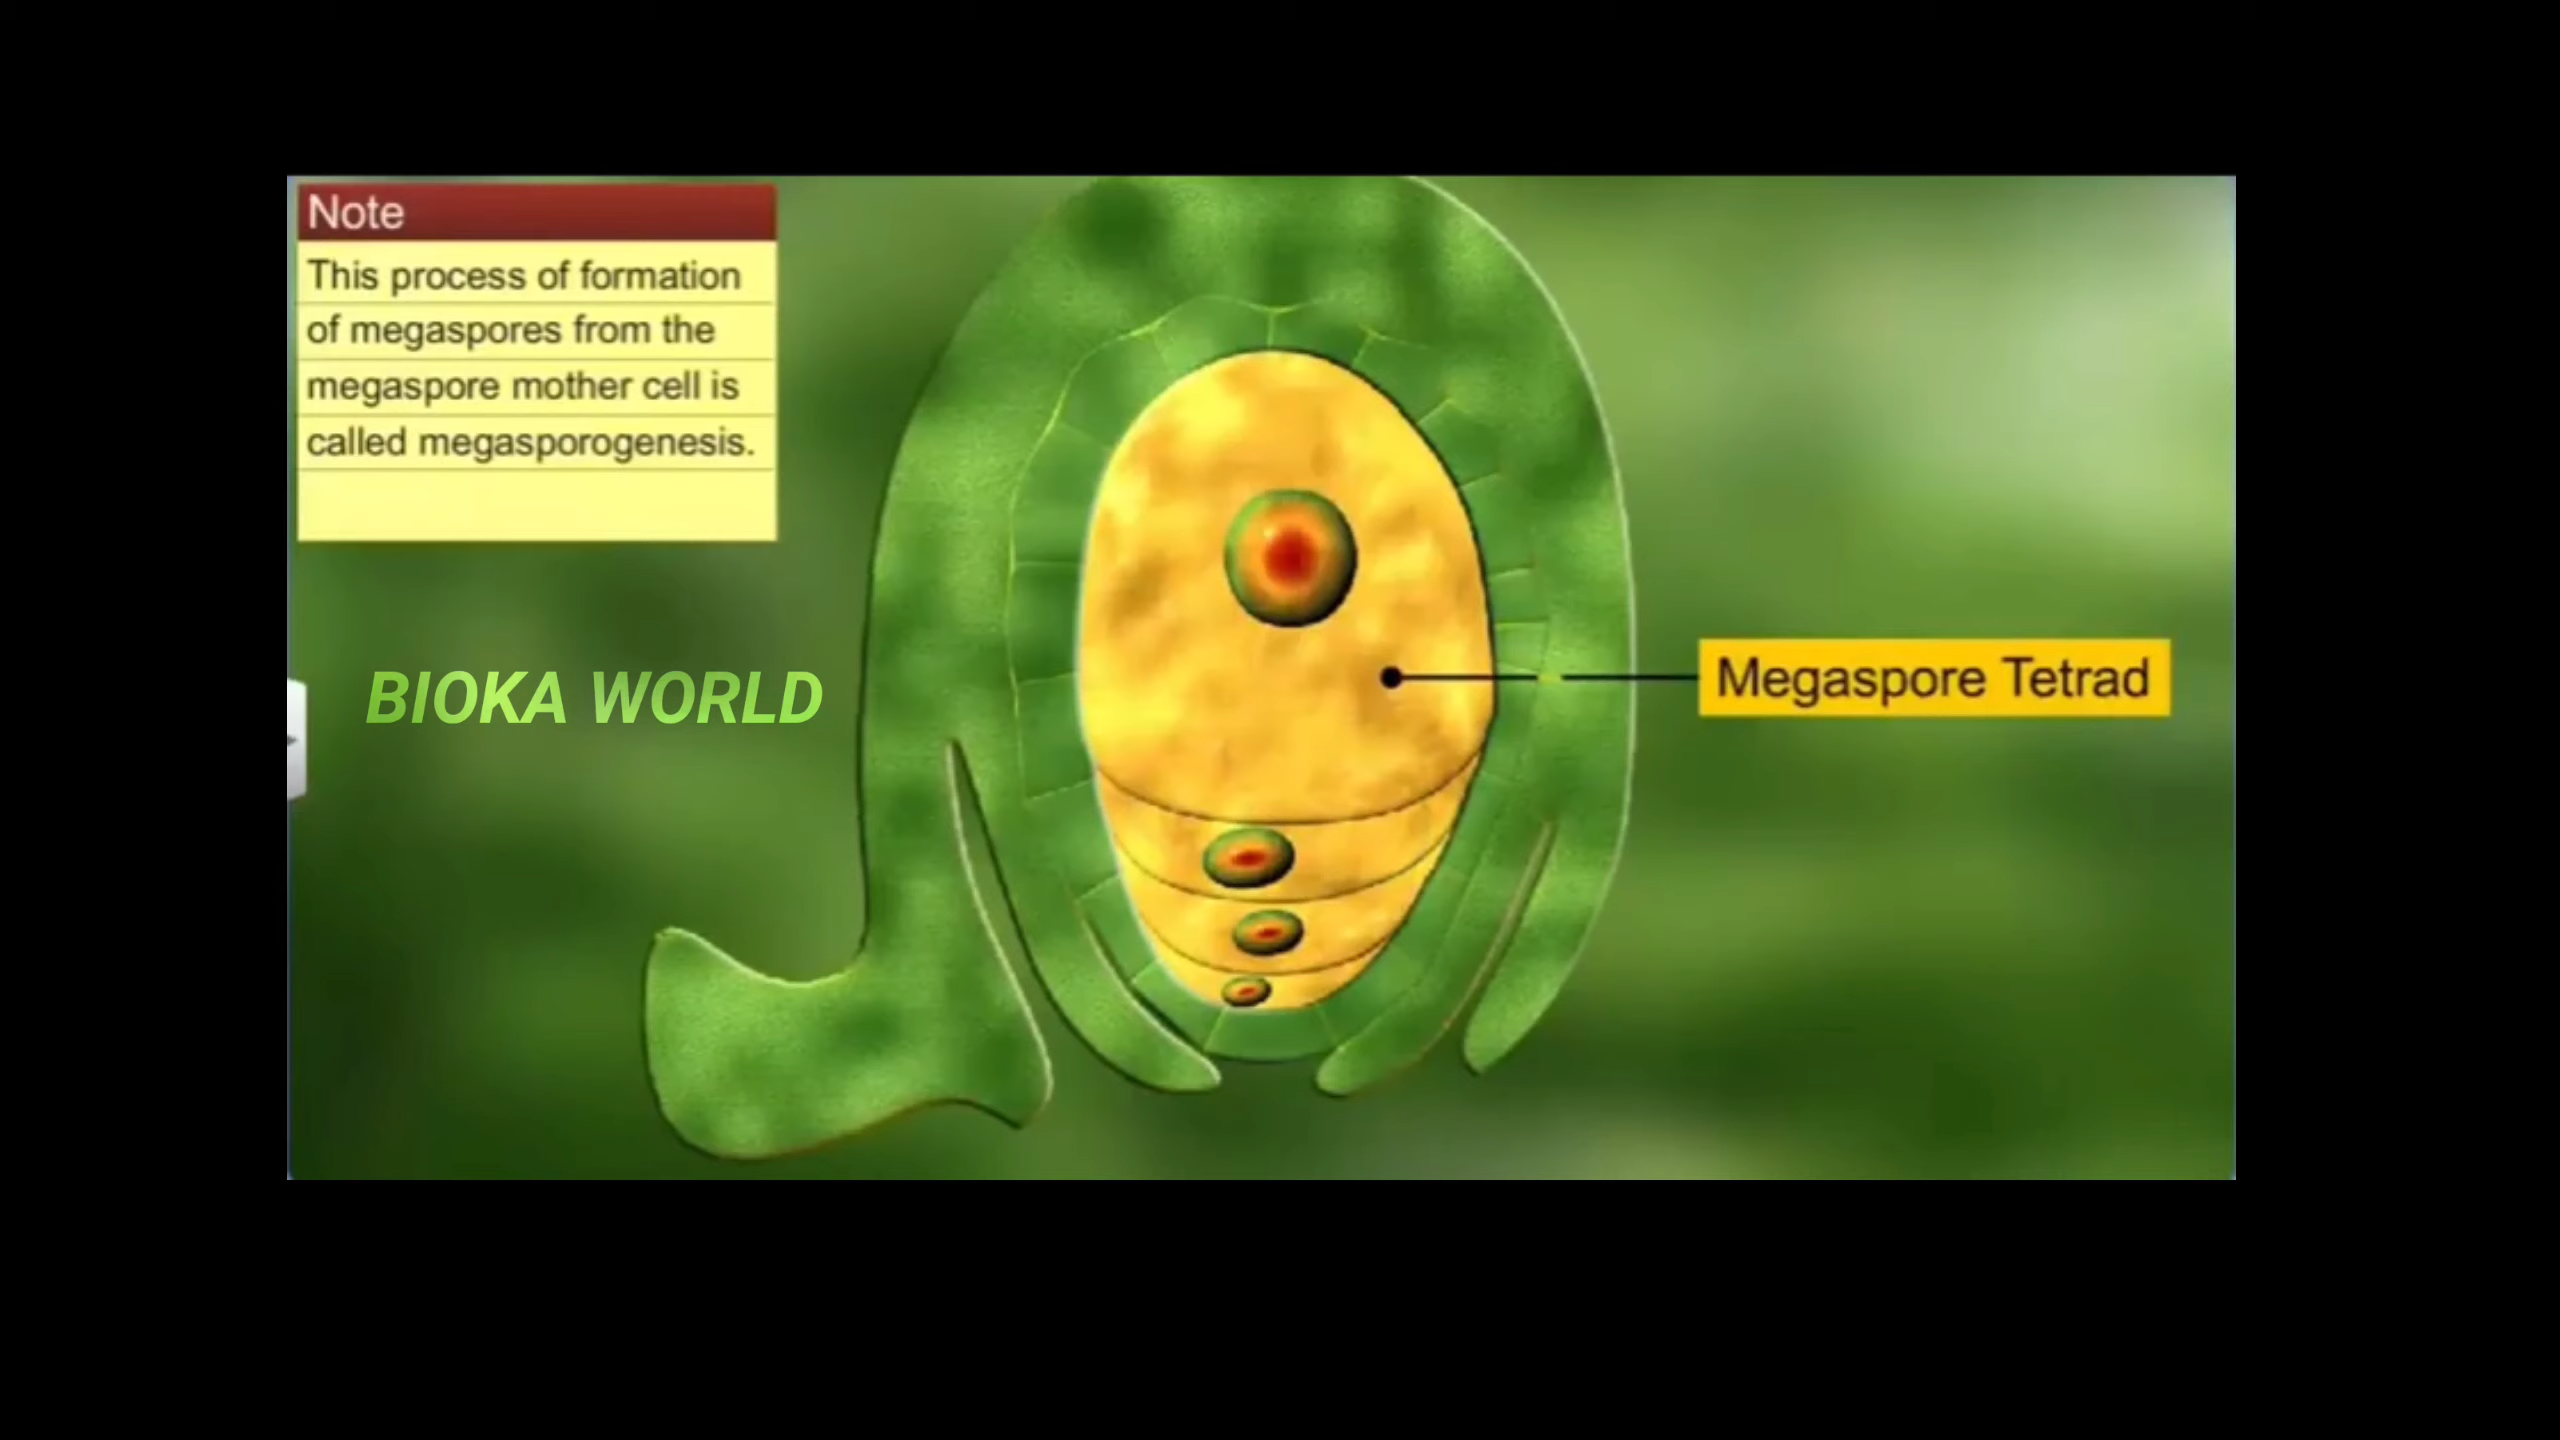 Note
This process of formation
of megaspores from the
megaspore mother cell is
called megasporogenesis.
BIOKA WORLD
Megaspore Tetrad